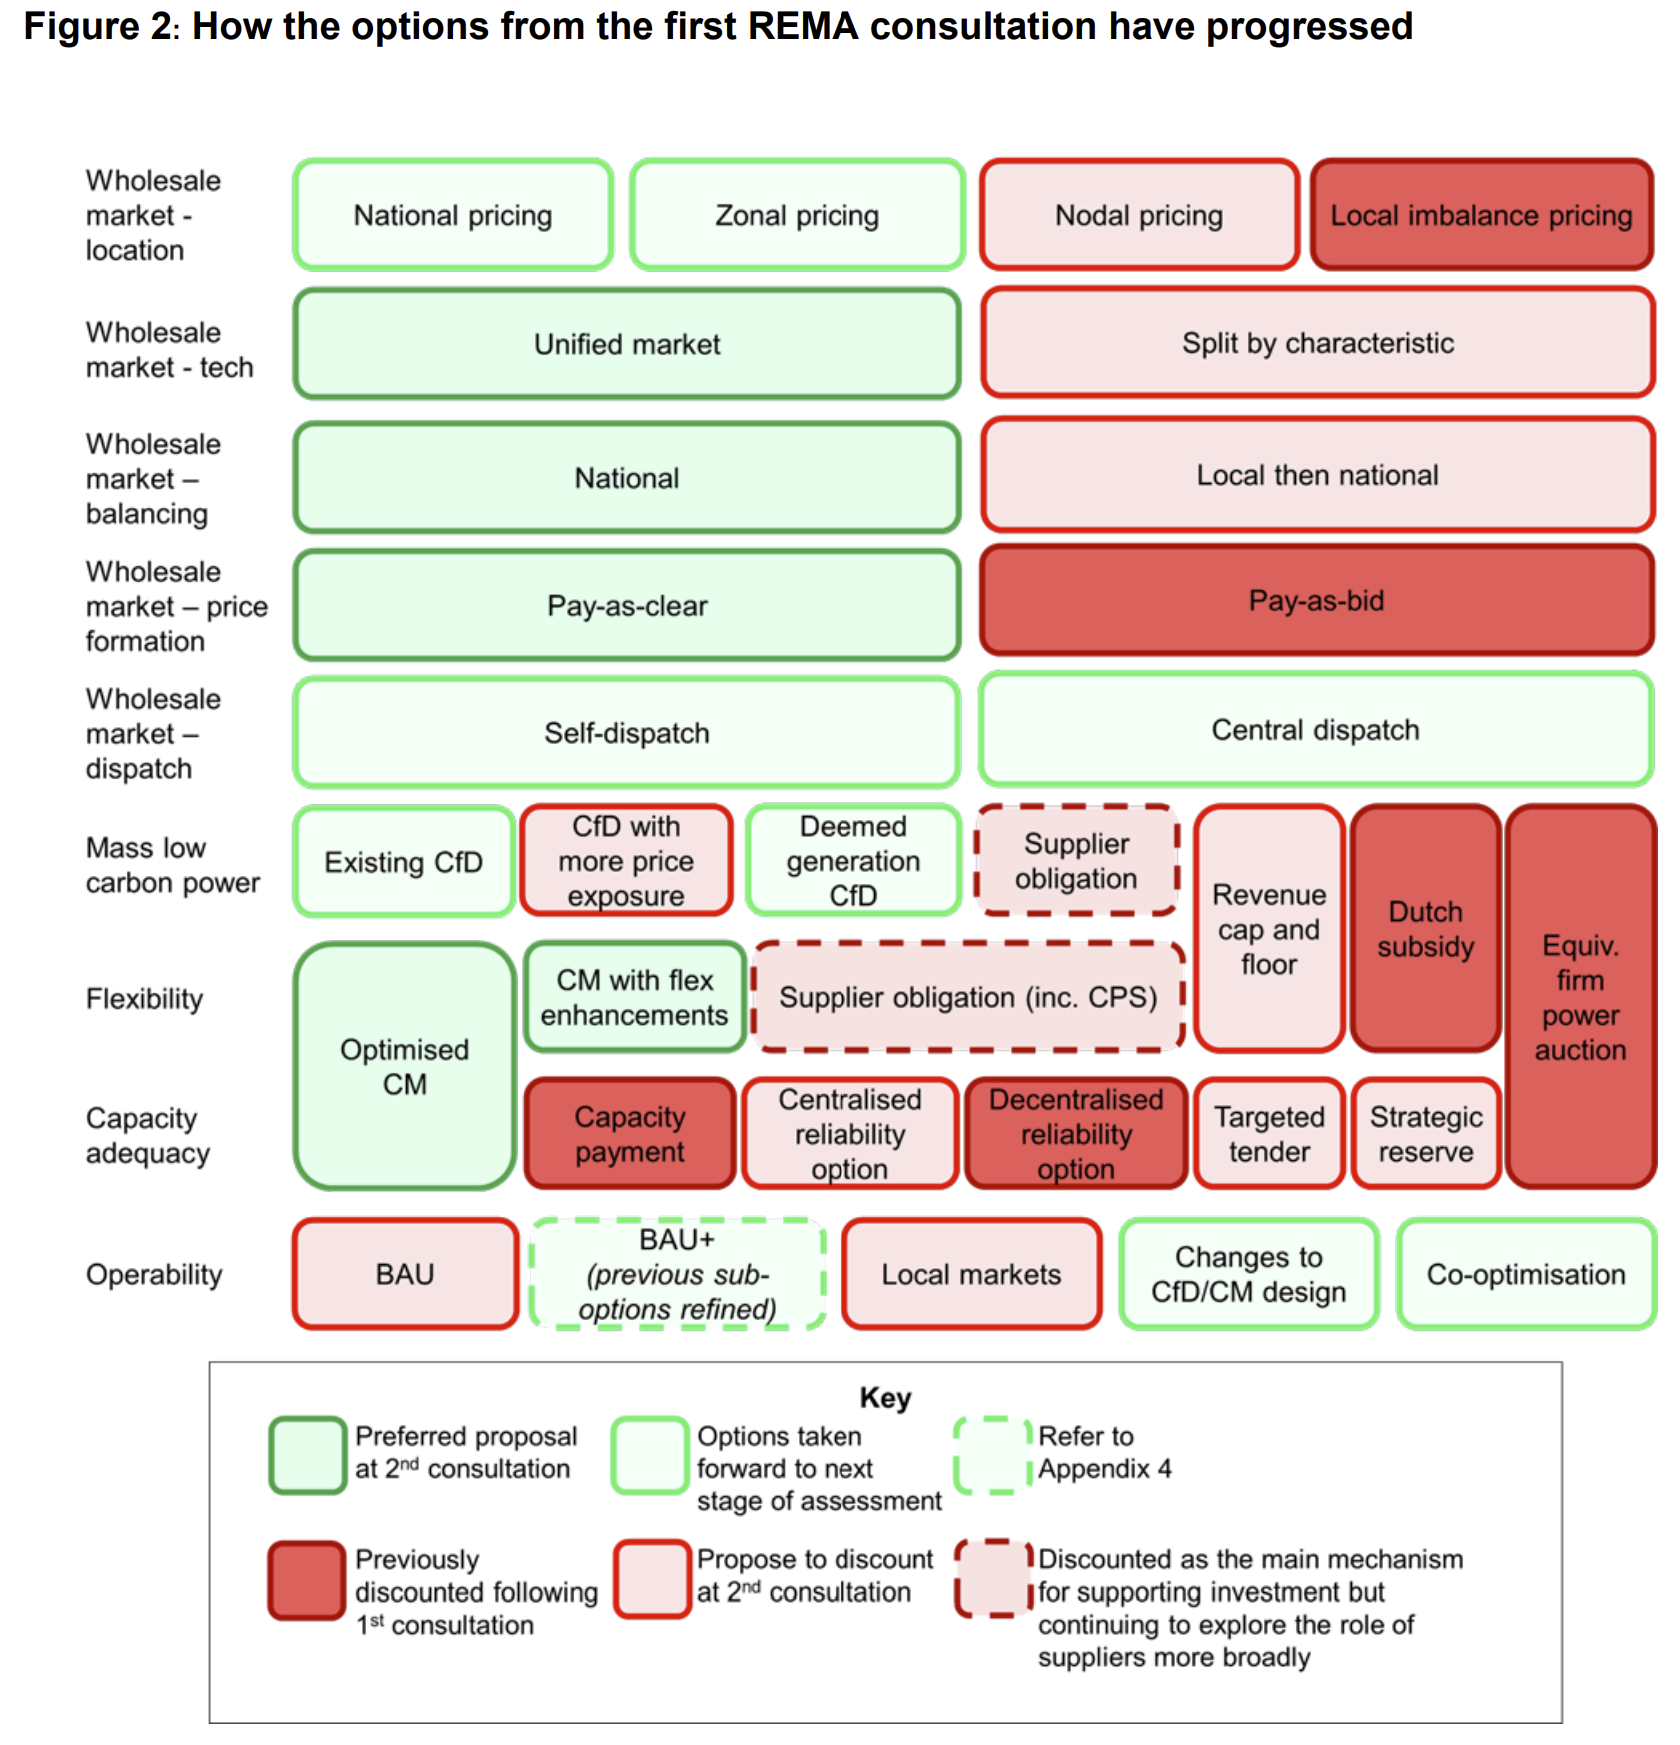 Figure 2: How the options from the first REMA consultation have progressed
Wholesale
market -
location
National pricing
Zonal pricing
Nodal pricing
Local imbalance pricing
Wholesale
market - tech
Unified market
Split by characteristic
Wholesale
market –
balancing
National
Local then national
Wholesale
market – price
formation
Pay-as-clear
Pay-as-bid
Wholesale
market –
dispatch
Self-dispatch
Central dispatch
Mass low
carbon power
Existing CfD
CfD with
more price
exposure
Deemed
generation
CfD
Supplier
obligation
Revenue
cap and
floor
Dutch
subsidy
Equiv.
firm
power
auction
Flexibility
Optimised
CM
CM with flex
enhancements
Supplier obligation (inc. CPS)
Capacity
adequacy
Capacity
payment
Centralised
reliability
option
Decentralised
reliability
option
Targeted
tender
Strategic
reserve
Operability
BAU
BAU+
(previous sub-
options refined)
Local markets
Changes to
CfD/CM design
Co-optimisation
Key
Preferred proposal
at 2nd consultation
Options taken
forward to next
stage of assessment
Refer to
Appendix 4
Previously
discounted following
1st consultation
Propose to discount
at 2nd consultation
Discounted as the main mechanism
for supporting investment but
continuing to explore the role of
suppliers more broadly